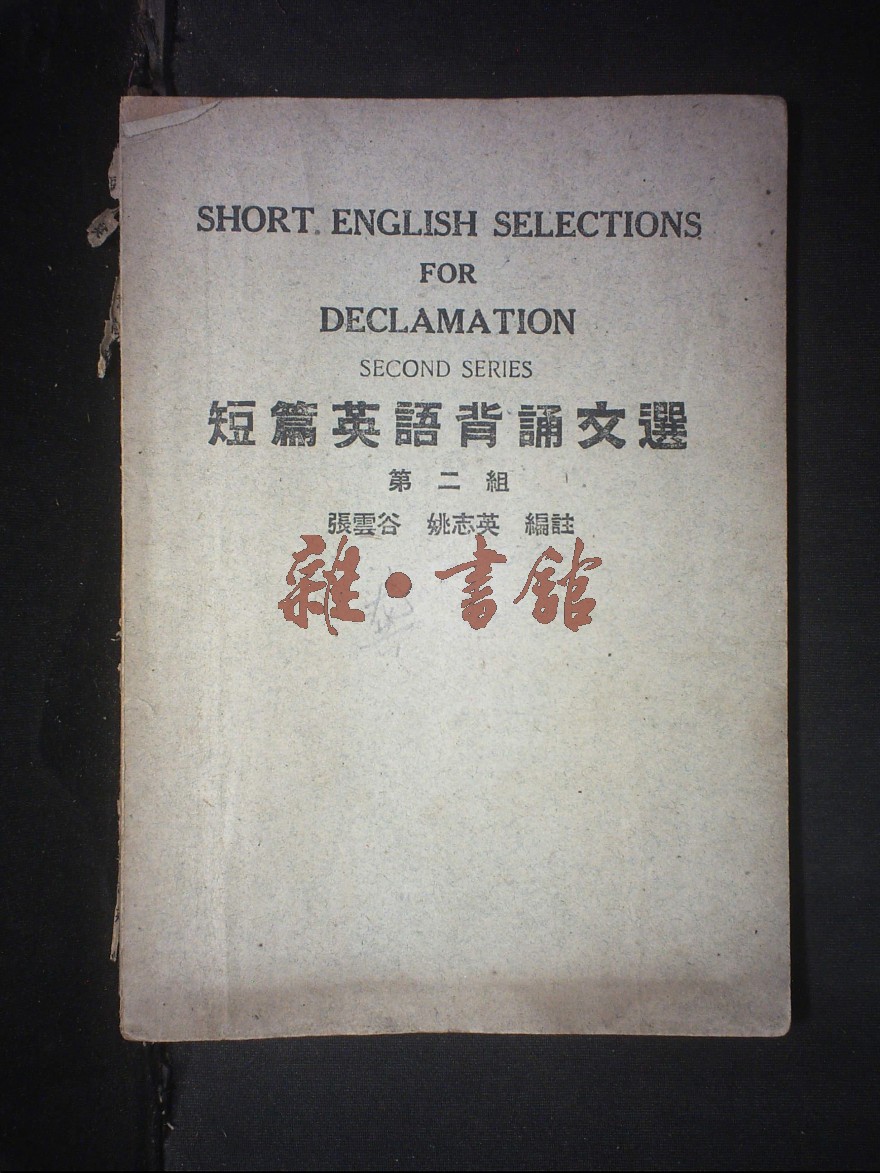 SHORT ENGLISH SELECTIONS
FOR
DECLAMATION
SECOND SERIES
短篇英語背誦文選
第二組
張雲谷 姚志英 編註
雜·書館